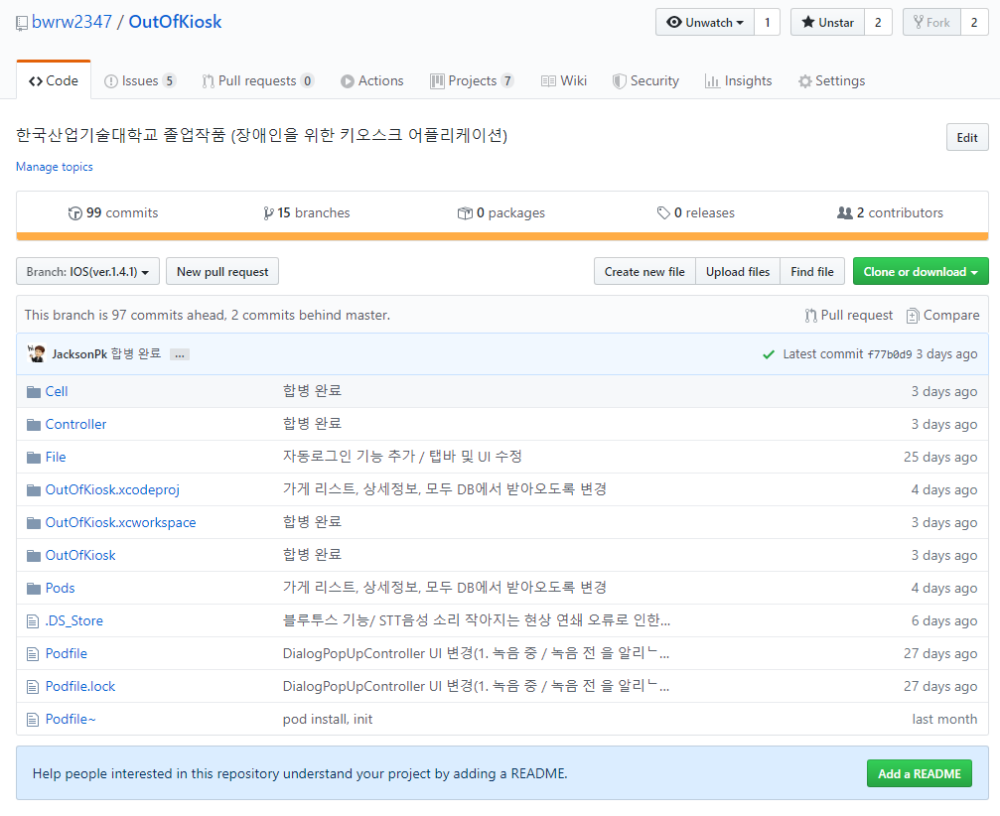 bwrw2347 / OutOfKiosk Unwatch 1 Unstar 2 Fork 2
Code Issues 5 Pull requests 0 Actions Projects 7 Wiki Security Insights Settings
한국산업기술대학교 졸업작품 (장애인을 위한 키오스크 어플리케이션) Edit
Manage topics
99 commits 15 branches 0 packages 0 releases 2 contributors
Branch: IOS(ver.1.4.1) New pull request Create new file Upload files Find file Clone or download
This branch is 97 commits ahead, 2 commits behind master. Pull request Compare
JacksonPk 합병 완료 ... Latest commit f77b0d9 3 days ago
Cell 합병 완료 3 days ago
Controller 합병 완료 3 days ago
File 자동로그인 기능 추가 / 탭바 및 UI 수정 25 days ago
OutOfKiosk.xcodeproj 가게 리스트, 상세정보, 모두 DB에서 받아오도록 변경 4 days ago
OutOfKiosk.xcworkspace 합병 완료 3 days ago
OutOfKiosk 합병 완료 3 days ago
Pods 가게 리스트, 상세정보, 모두 DB에서 받아오도록 변경 4 days ago
.DS_Store 블루투스 기능/ STT음성 소리 작아지는 현상 연쇄 오류로 인한... 6 days ago
Podfile DialogPopUpController UI 변경(1. 녹음 중 / 녹음 전 을 알리ᄂ... 27 days ago
Podfile.lock DialogPopUpController UI 변경(1. 녹음 중 / 녹음 전 을 알리ᄂ... 27 days ago
Podfile~ pod install, init last month
Help people interested in this repository understand your project by adding a README. Add a README